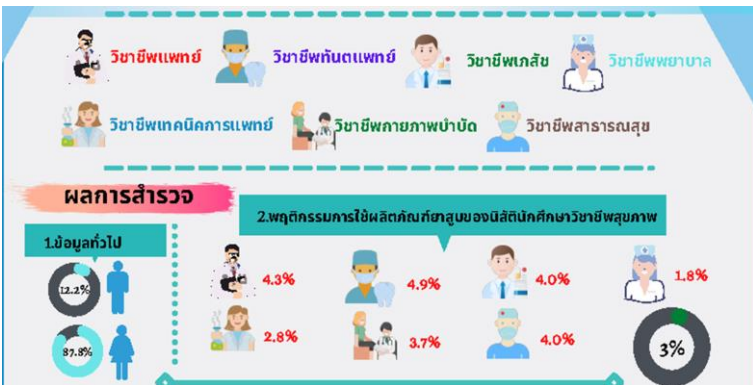 วิชาชีพแพทย์ วิชาชีพทันตแพทย์ วิชาชีพเภสัช วิชาชีพพยาบาล
วิชาชีพเทคนิคการแพทย์ วิชาชีพกายภาพบำบัด วิชาชีพสาธารณสุข
ผลการสำรวจ
2.พฤติกรรมการใช้ผลิตภัณฑ์ยาสูบของนิสิตนักศึกษาวิชาชีพสุขภาพ
1.ข้อมูลทั่วไป
12.2%
87.8%
4.3% 4.9% 4.0% 1.8%
2.8% 3.7% 4.0% 3%